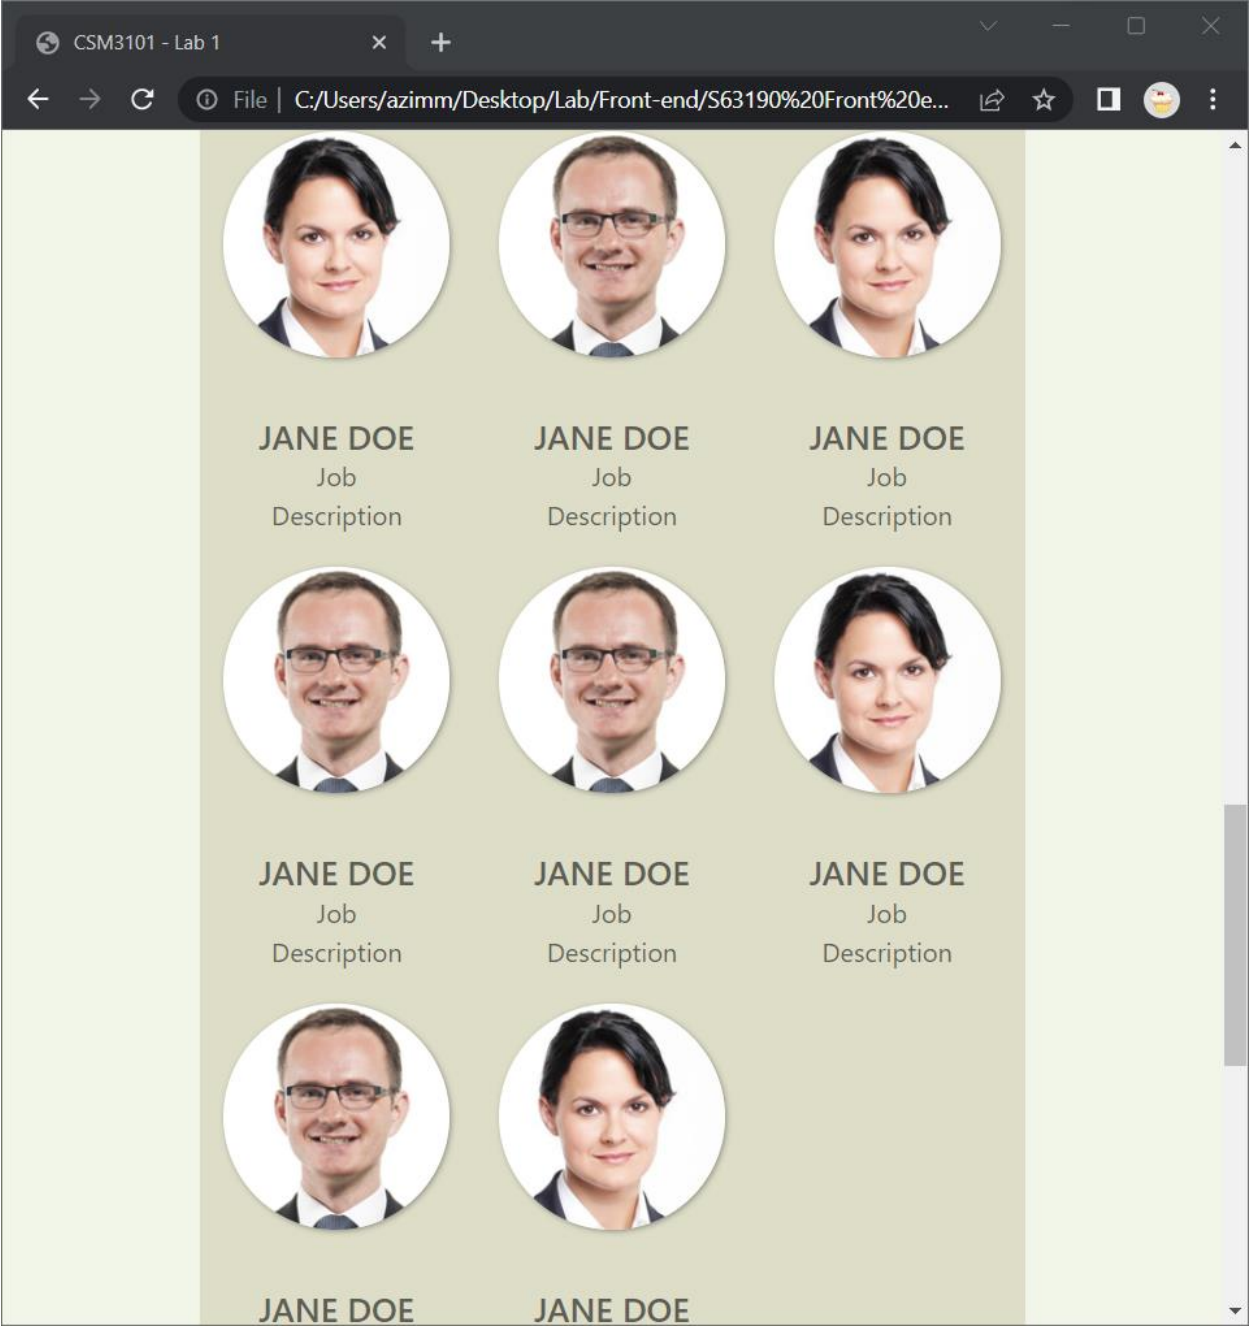 CSM3101 - Lab 1
File | C:/Users/azimm/Desktop/Lab/Front-end/S63190%20Front%20e...
JANE DOE JANE DOE JANE DOE
Job Job Job
Description Description Description
JANE DOE JANE DOE JANE DOE
Job Job Job
Description Description Description
JANE DOE JANE DOE